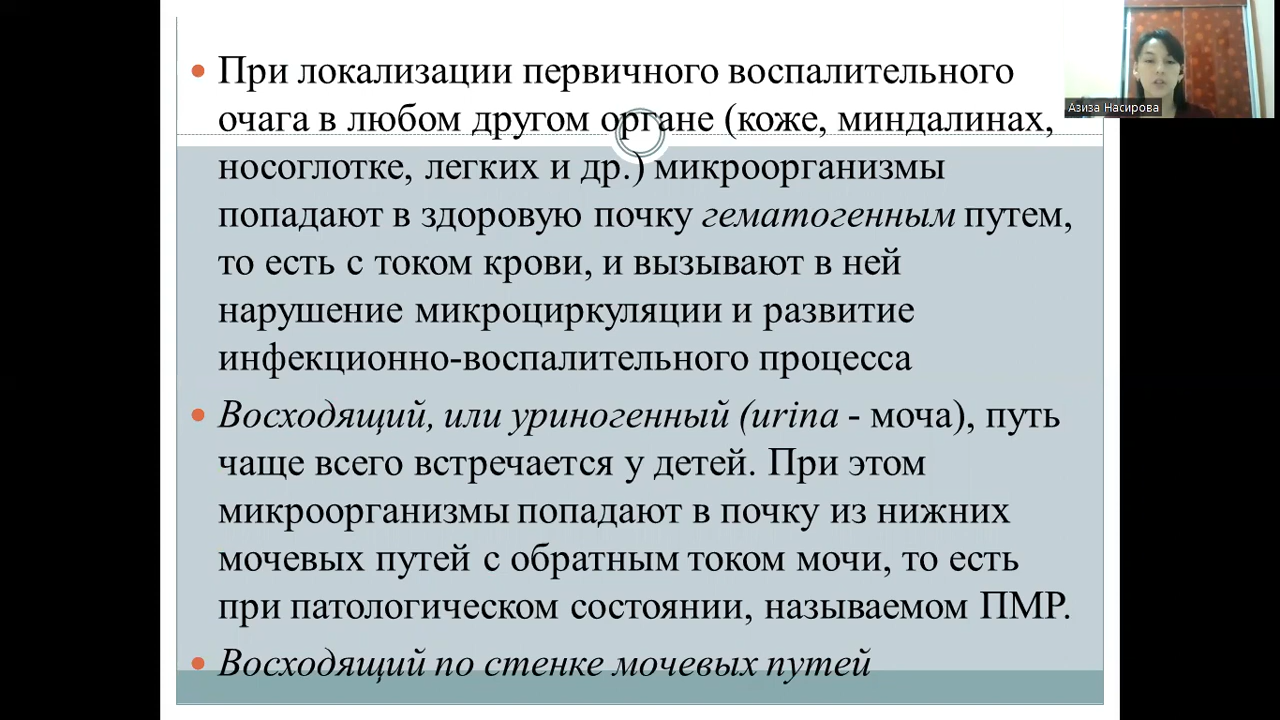 • При локализации первичного воспалительного
очага в любом другом органе (коже, миндалинах,
носоглотке, легких и др.) микроорганизмы
попадают в здоровую почку гематогенным путем,
то есть с током крови, и вызывают в ней
нарушение микроциркуляции и развитие
инфекционно-воспалительного процесса
• Восходящий, или уриногенный (urina - моча), путь
чаще всего встречается у детей. При этом
микроорганизмы попадают в почку из нижних
мочевых путей с обратным током мочи, то есть
при патологическом состоянии, называемом ПМР.
• Восходящий по стенке мочевых путей
Азиза Насирова